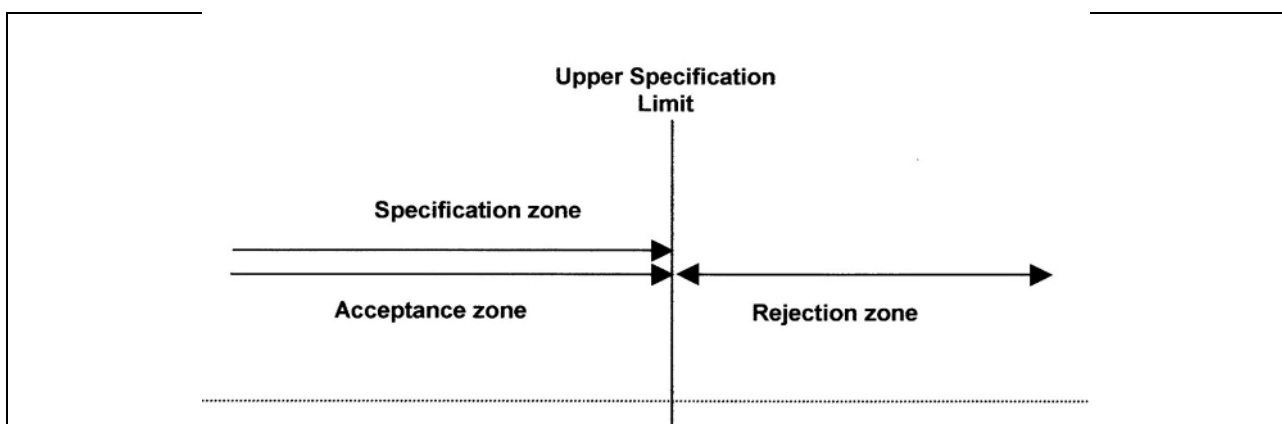 Upper Specification
Limit
Specification zone
Acceptance zone
Rejection zone